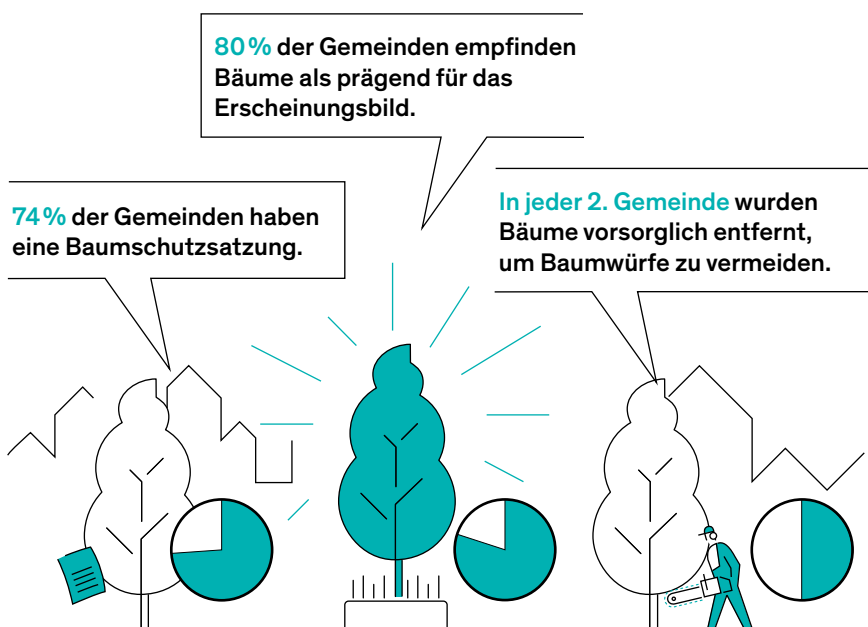 80 % der Gemeinden empfinden
Bäume als prägend für das
Erscheinungsbild.
74 % der Gemeinden haben
eine Baumschutzsatzung.
In jeder 2. Gemeinde wurden
Bäume vorsorglich entfernt,
um Baumwürfe zu vermeiden.